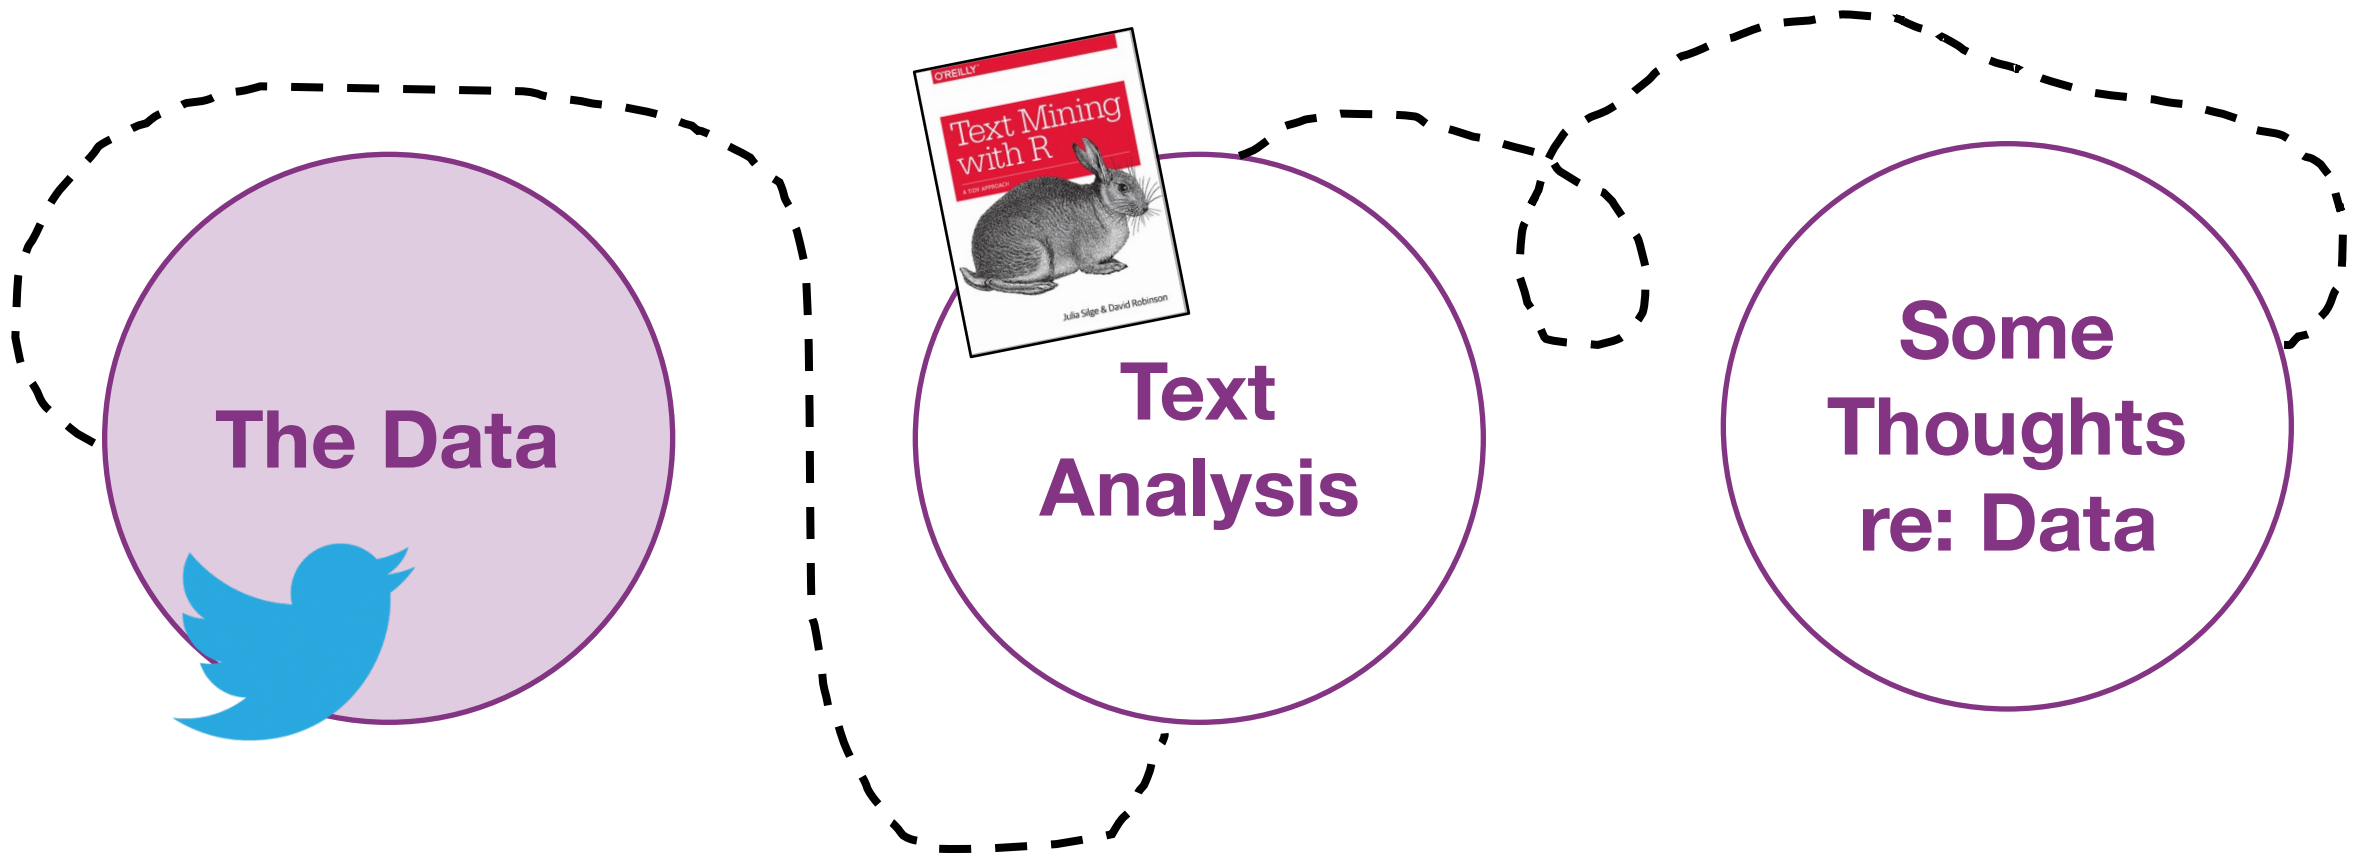 The Data
O'REILLY
Text Mining
with R
A TIDY APPROACH
Julia Silge & David Robinson
Text
Analysis
Some
Thoughts
re: Data